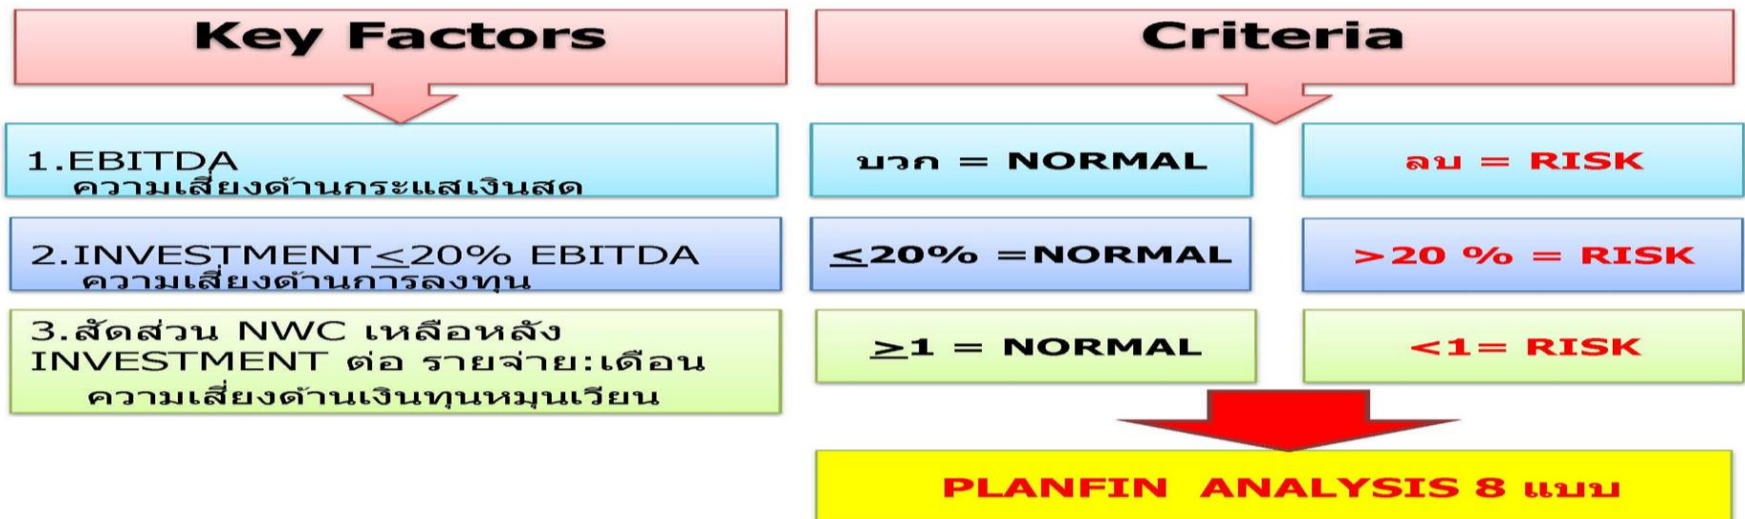 Key Factors
Criteria
1.EBITDA
ความเสี่ยงด้านกระแสเงินสด
บวก = NORMAL
ลบ = RISK
2.INVESTMENT≤20% EBITDA
ความเสี่ยงด้านการลงทุน
≤20% =NORMAL
>20 % = RISK
3.สัดส่วน NWC เหลือหลัง
INVESTMENT ต่อ รายจ่าย:เดือน
ความเสี่ยงด้านเงินทุนหมุนเวียน
≥1 = NORMAL
<1= RISK
PLANFIN ANALYSIS 8 แบบ